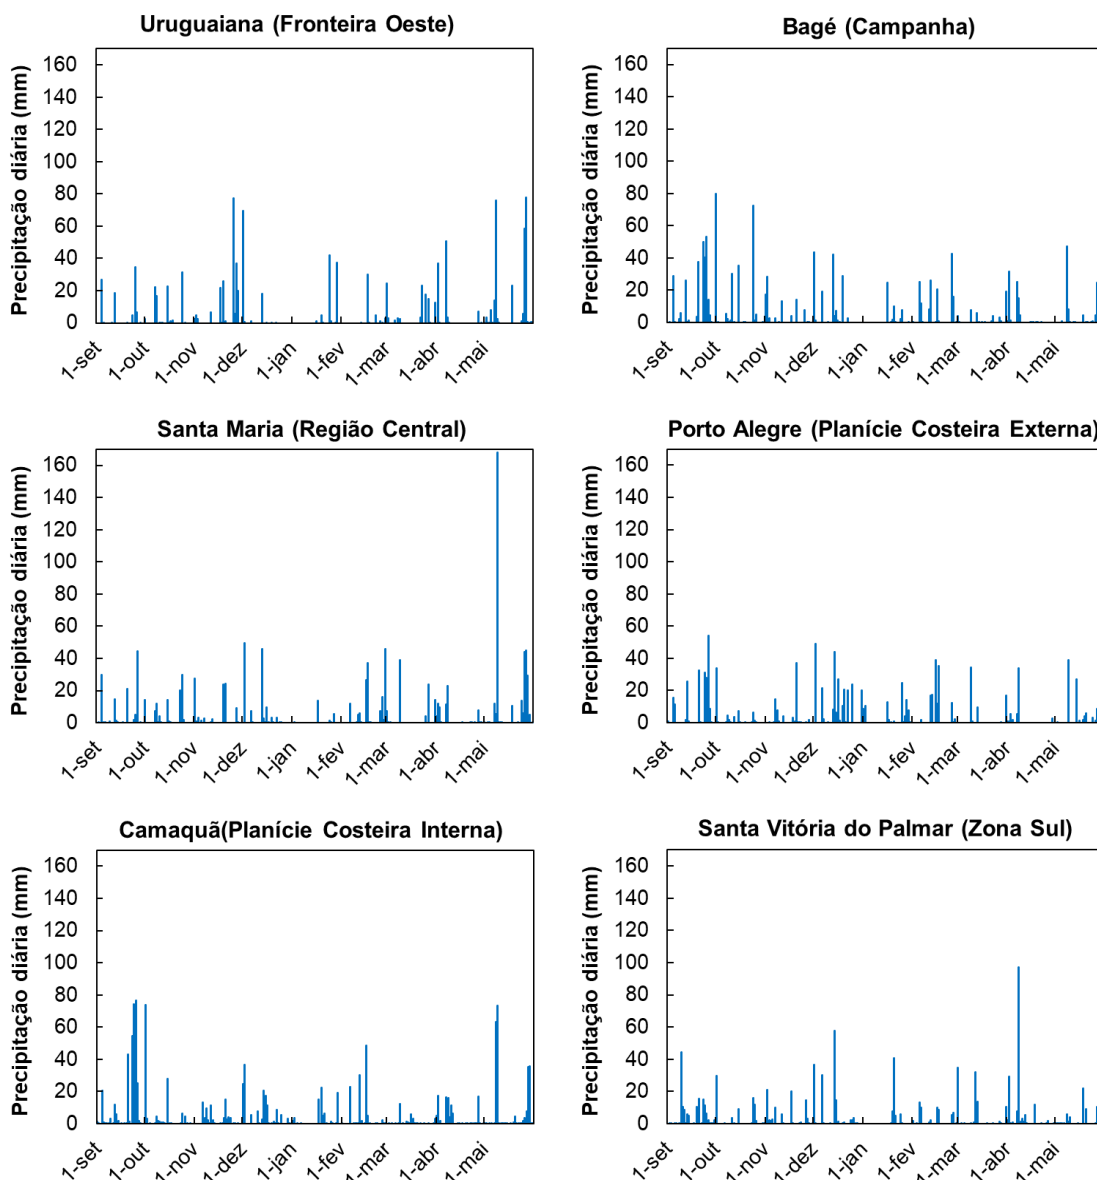 Uruguaiana (Fronteira Oeste)
Precipitação diária (mm)
160
140
120
100
80
60
40
20
0
1-set
1-out
1-nov
1-dez
1-jan
1-fev
1-mar
1-abr
1-mai
Bagé (Campanha)
Precipitação diária (mm)
160
140
120
100
80
60
40
20
0
1-set
1-out
1-nov
1-dez
1-jan
1-fev
1-mar
1-abr
1-mai
Santa Maria (Região Central)
Precipitação diária (mm)
160
140
120
100
80
60
40
20
0
1-set
1-out
1-nov
1-dez
1-jan
1-fev
1-mar
1-abr
1-mai
Porto Alegre (Planície Costeira Externa)
Precipitação diária (mm)
160
140
120
100
80
60
40
20
0
1-set
1-out
1-nov
1-dez
1-jan
1-fev
1-mar
1-abr
1-mai
Camaquã(Planície Costeira Interna)
Precipitação diária (mm)
160
140
120
100
80
60
40
20
0
1-set
1-out
1-nov
1-dez
1-jan
1-fev
1-mar
1-abr
1-mai
Santa Vitória do Palmar (Zona Sul)
Precipitação diária (mm)
160
140
120
100
80
60
40
20
0
1-set
1-out
1-nov
1-dez
1-jan
1-fev
1-mar
1-abr
1-mai